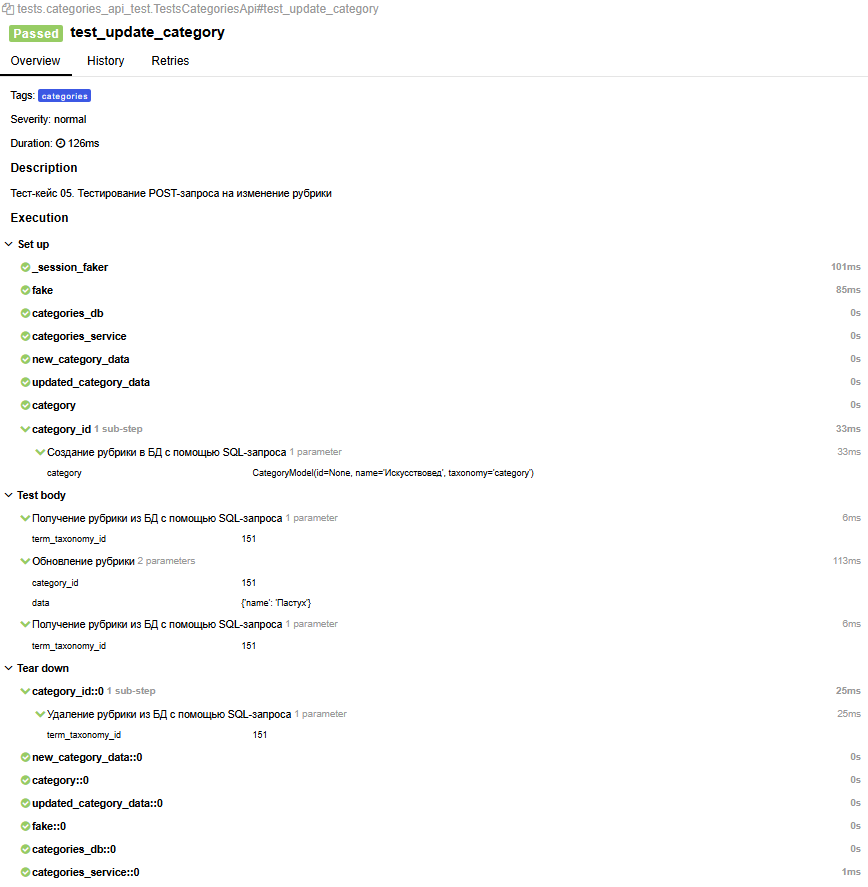 tests.categories_api_test.TestsCategoriesApi#test_update_category
Passed test_update_category
Overview History Retries
Tags: categories
Severity: normal
Duration: 126ms
Description
Тест-кейс 05. Тестирование POST-запроса на изменение рубрики
Execution
Set up
_session_faker 101ms
fake 85ms
categories_db 0s
categories_service 0s
new_category_data 0s
updated_category_data 0s
category 0s
category_id 1 sub-step 33ms
Создание рубрики в БД с помощью SQL-запроса 1 parameter 33ms
category CategoryModel(id=None, name='Искусствовед', taxonomy='category')
Test body
Получение рубрики из БД с помощью SQL-запроса 1 parameter 6ms
term_taxonomy_id 151
Обновление рубрики 2 parameters 113ms
category_id 151
data {'name': 'Пастух'}
Получение рубрики из БД с помощью SQL-запроса 1 parameter 6ms
term_taxonomy_id 151
Tear down
category_id::0 1 sub-step 25ms
Удаление рубрики из БД с помощью SQL-запроса 1 parameter 25ms
term_taxonomy_id 151
new_category_data::0 0s
category::0 0s
updated_category_data::0 0s
fake::0 0s
categories_db::0 0s
categories_service::0 1ms